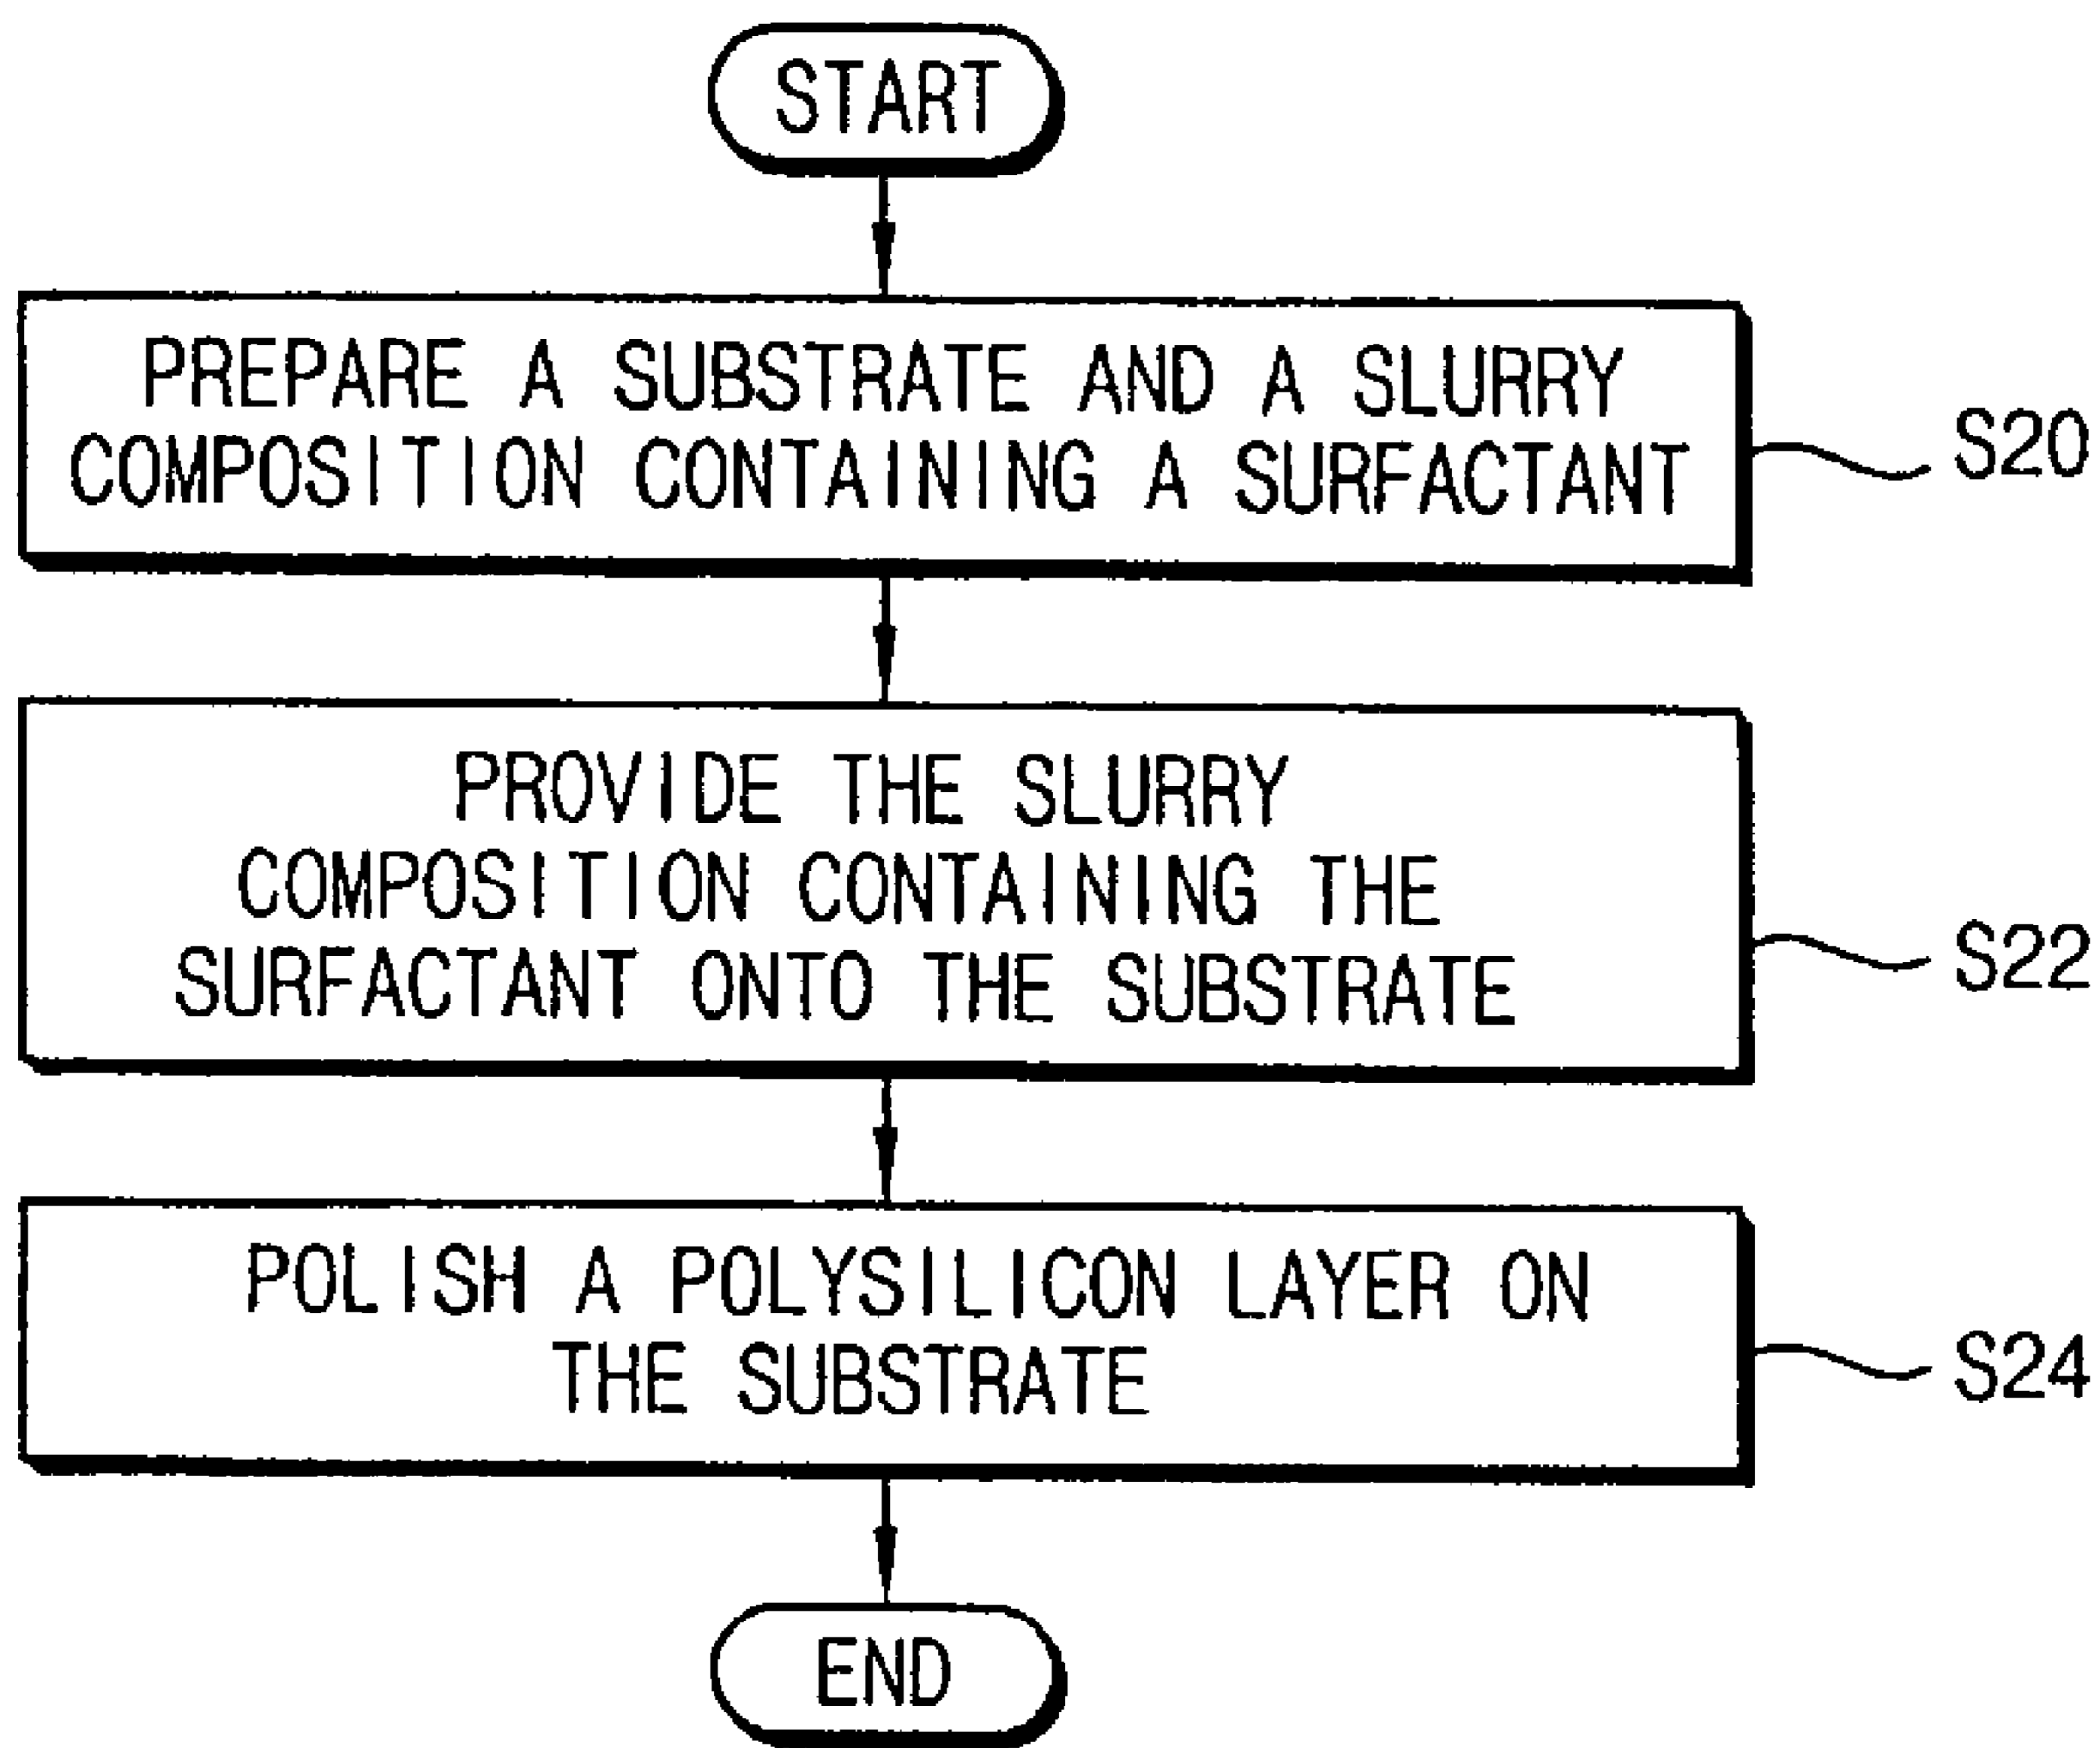 START
PREPARE A SUBSTRATE AND A SLURRY
COMPOSITION CONTAINING A SURFACTANT
S20
PROVIDE THE SLURRY
COMPOSITION CONTAINING THE
SURFACTANT ONTO THE SUBSTRATE
S22
POLISH A POLYSILICON LAYER ON
THE SUBSTRATE
S24
END